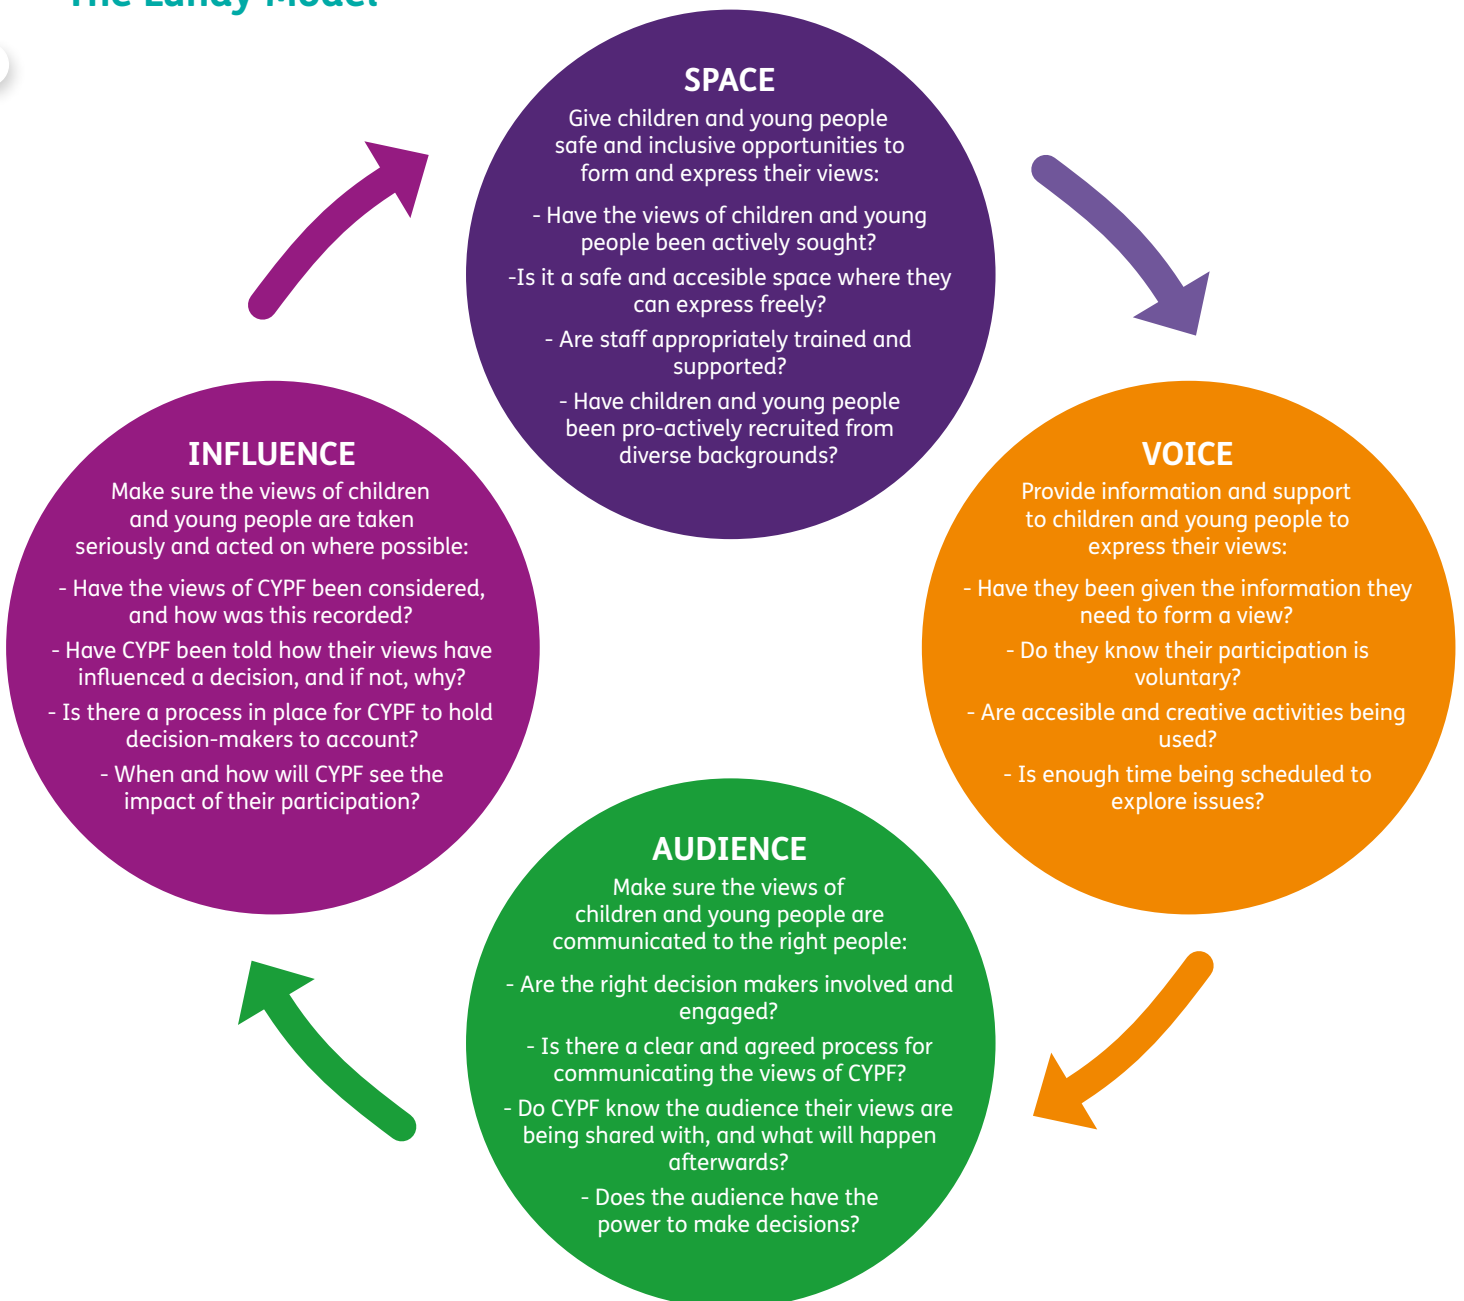 The Lundy Model
SPACE
Give children and young people
safe and inclusive opportunities to
form and express their views:
- Have the views of children and young
people been actively sought?
-Is it a safe and accesible space where they
can express freely?
- Are staff appropriately trained and
supported?
- Have children and young people
been pro-actively recruited from
diverse backgrounds?
VOICE
Provide information and support
to children and young people to
express their views:
- Have they been given the information they
need to form a view?
- Do they know their participation is
voluntary?
- Are accesible and creative activities being
used?
- Is enough time being scheduled to
explore issues?
AUDIENCE
Make sure the views of
children and young people are
communicated to the right people:
- Are the right decision makers involved and
engaged?
- Is there a clear and agreed process for
communicating the views of CYPF?
- Do CYPF know the audience their views are
being shared with, and what will happen
afterwards?
- Does the audience have the
power to make decisions?
INFLUENCE
Make sure the views of children
and young people are taken
seriously and acted on where possible:
- Have the views of CYPF been considered,
and how was this recorded?
- Have CYPF been told how their views have
influenced a decision, and if not, why?
- Is there a process in place for CYPF to hold
decision-makers to account?
- When and how will CYPF see the
impact of their participation?